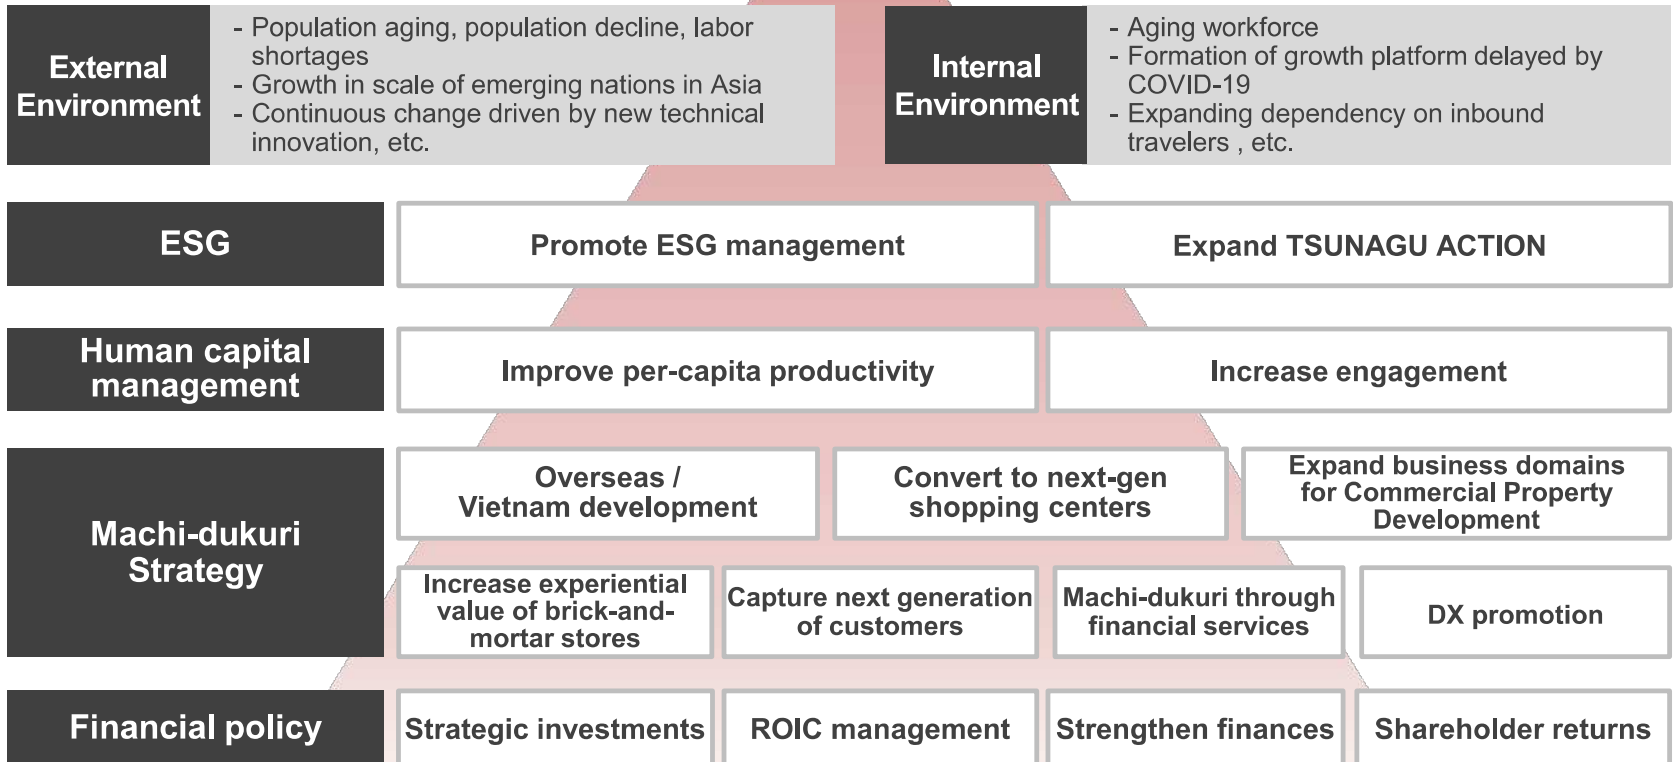 External
Environment
- Population aging, population decline, labor
shortages
- Growth in scale of emerging nations in Asia
- Continuous change driven by new technical
innovation, etc.
Internal
Environment
- Aging workforce
- Formation of growth platform delayed by
COVID-19
- Expanding dependency on inbound
travelers , etc.
ESG
Promote ESG management
Expand TSUNAGU ACTION
Human capital
management
Improve per-capita productivity
Increase engagement
Machi-dukuri
Strategy
Overseas /
Vietnam development
Convert to next-gen
shopping centers
Expand business domains
for Commercial Property
Development
Increase experiential
value of brick-and-
mortar stores
Capture next generation
of customers
Machi-dukuri through
financial services
DX promotion
Financial policy
Strategic investments
ROIC management
Strengthen finances
Shareholder returns